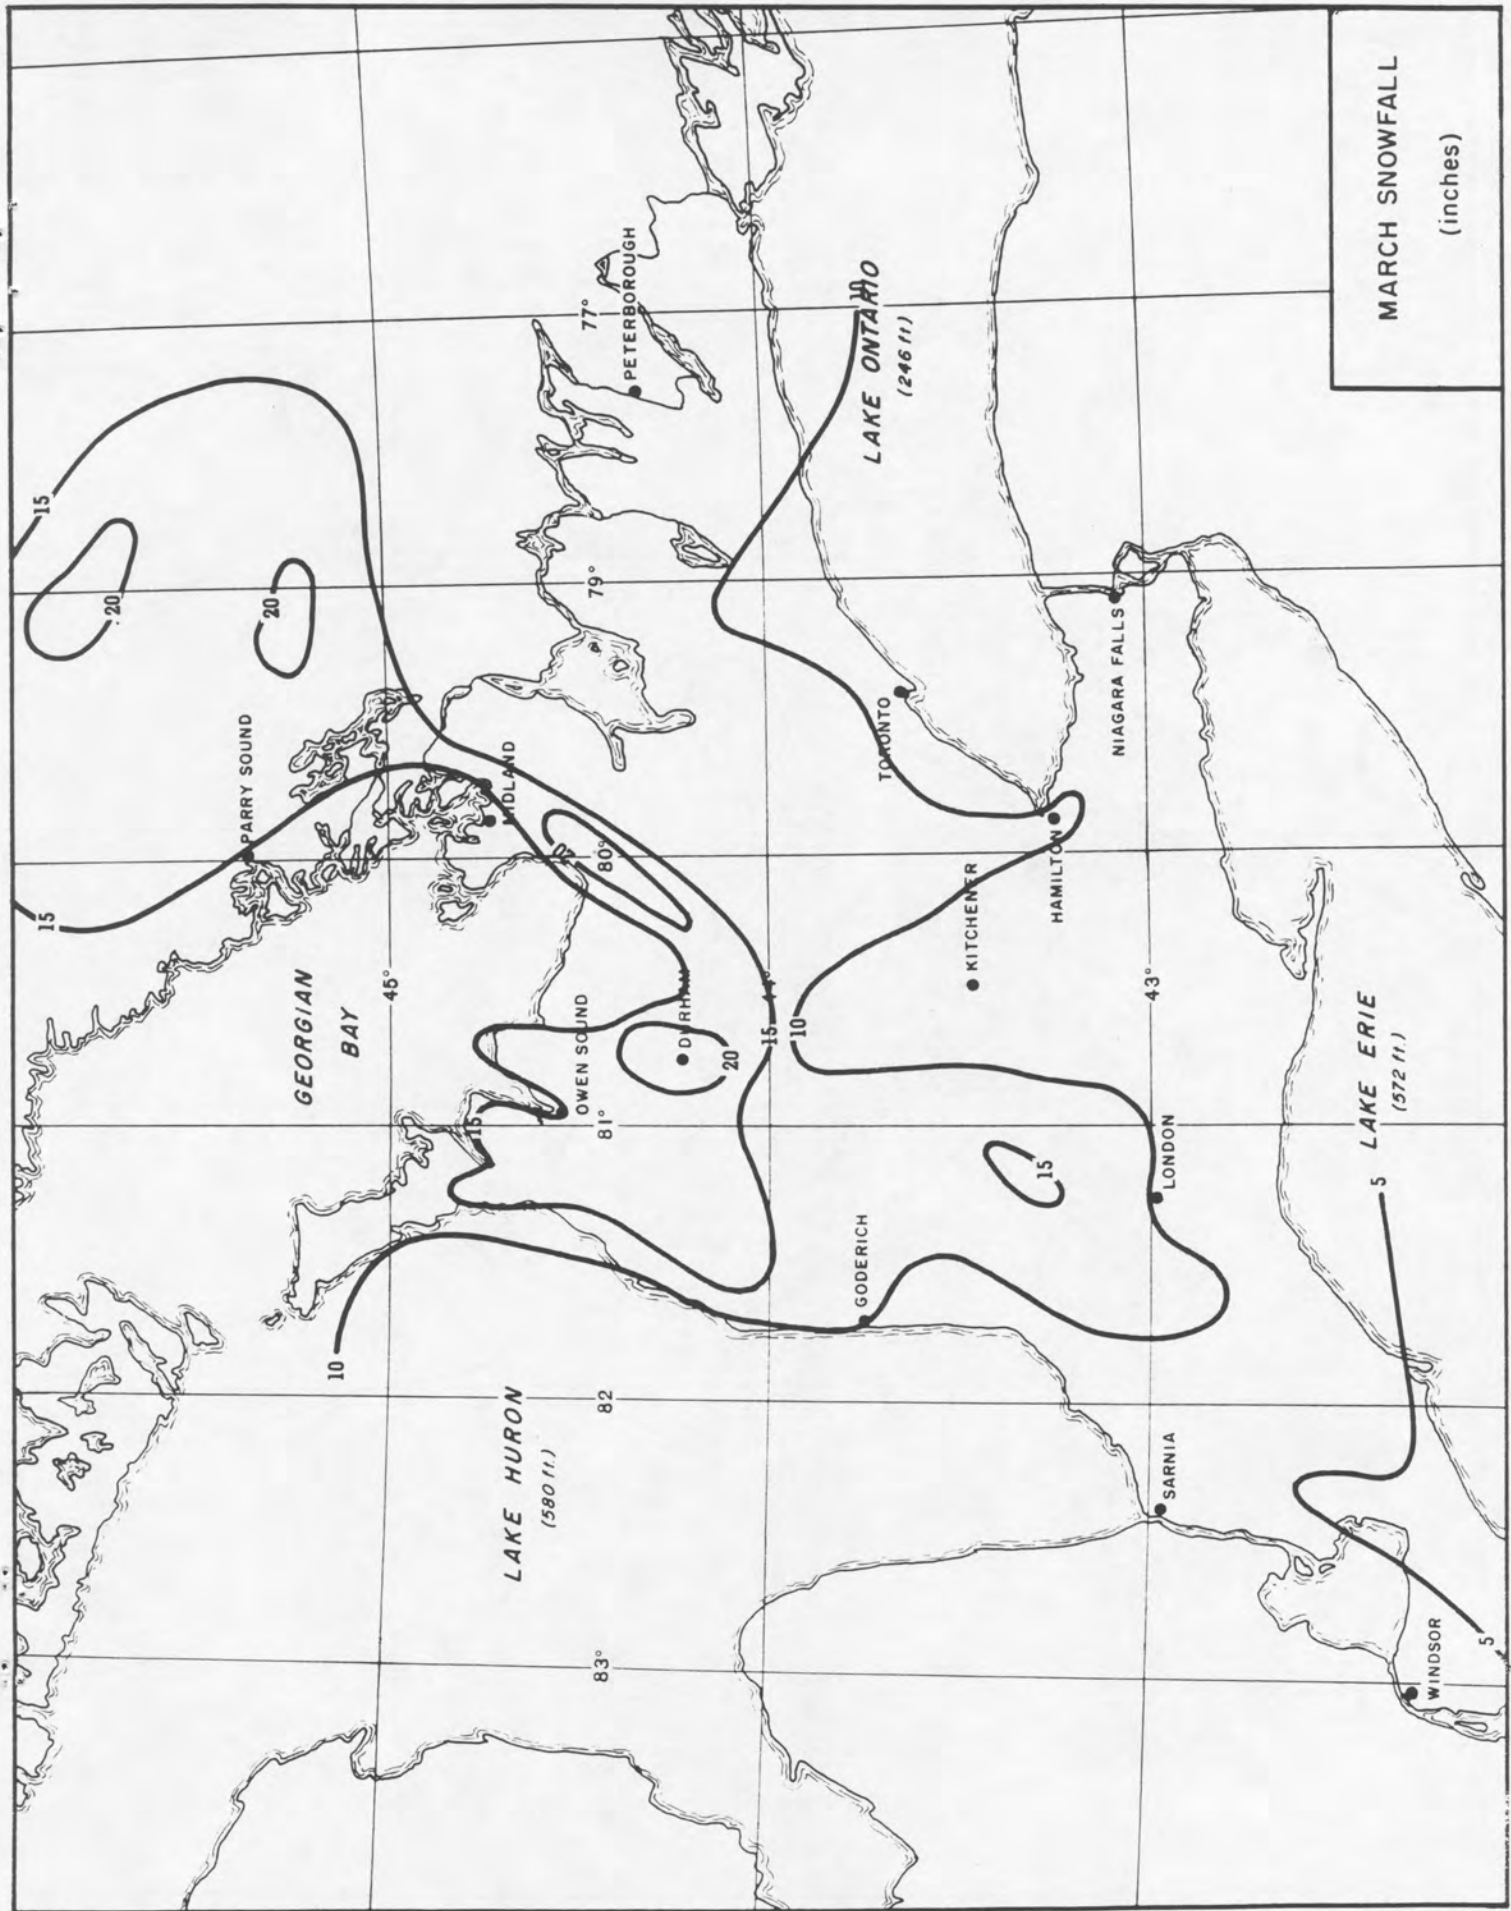 MARCH SNOWFALL
(inches)
15
20
20
15
PARRY SOUND
MIDLAND
GEORGIAN
BAY
45°
77°
PETERBOROUGH
79°
80°
10
LAKE ONTARIO
(246 ft)
TORONTO
NIAGARA FALLS
HAMILTON
KITCHENER
OWEN SOUND
DURHAM
20
15
44°
10
43°
15
81°
15
LONDON
LAKE ERIE
(572 ft.)
5
GODERICH
10
82
LAKE HURON
(580 ft.)
SARNIA
83°
5
WINDSOR